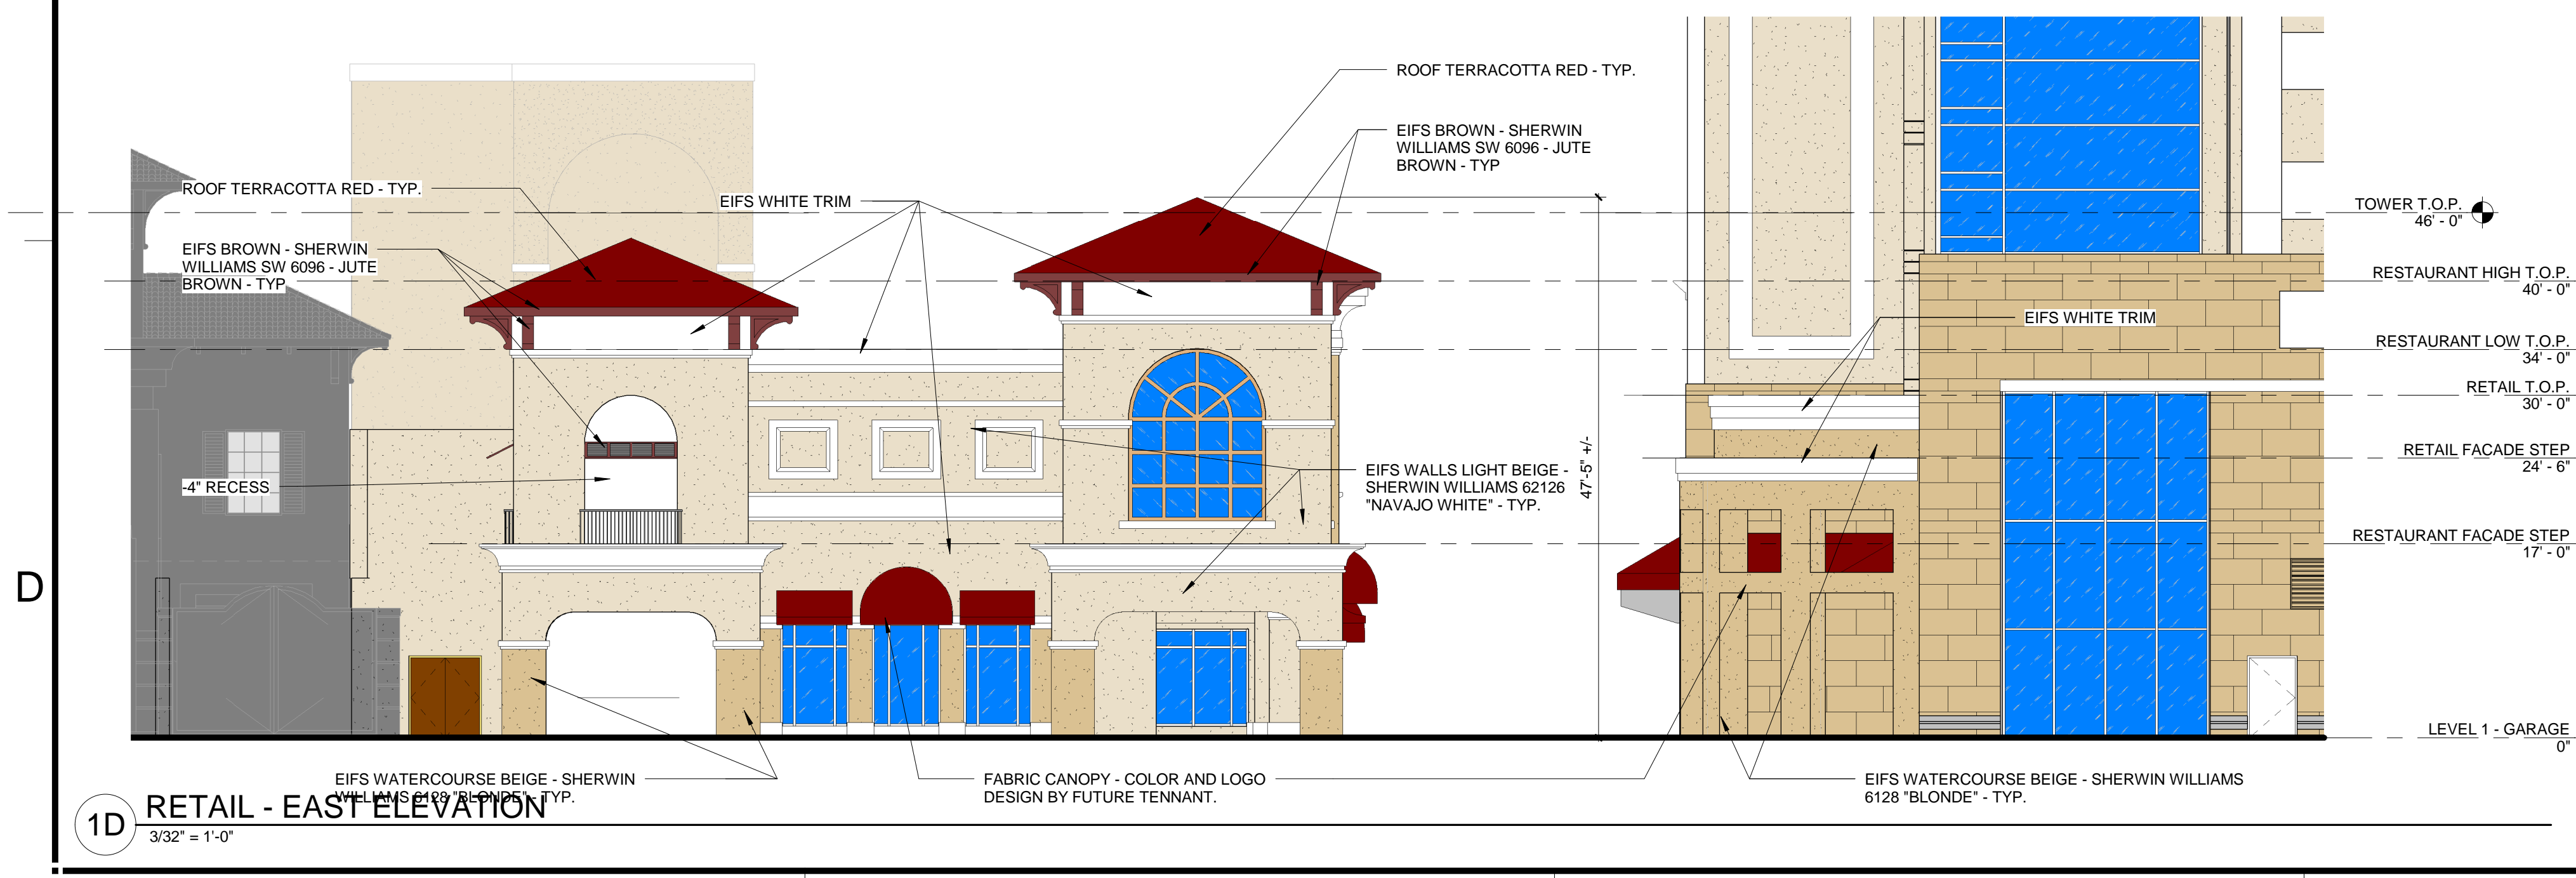 ROOF TERRACOTTA RED - TYP.
EIFS BROWN - SHERWIN
WILLIAMS SW 6096 - JUTE
BROWN - TYP
ROOF TERRACOTTA RED - TYP.
EIFS WHITE TRIM
EIFS BROWN - SHERWIN
WILLIAMS SW 6096 - JUTE
BROWN - TYP
-4" RECESS
EIFS WALLS LIGHT BEIGE -
SHERWIN WILLIAMS 62126
"NAVAJO WHITE" - TYP.
47'-5" +/-
EIFS WHITE TRIM
TOWER T.O.P.
46' - 0"
RESTAURANT HIGH T.O.P.
40' - 0"
RESTAURANT LOW T.O.P.
34' - 0"
RETAIL T.O.P.
30' - 0"
RETAIL FACADE STEP
24' - 6"
RESTAURANT FACADE STEP
17' - 0"
LEVEL 1 - GARAGE
0"
D
EIFS WATERCOURSE BEIGE - SHERWIN
WILLIAMS 6128 "BLONDE" - TYP.
FABRIC CANOPY - COLOR AND LOGO
DESIGN BY FUTURE TENNANT.
EIFS WATERCOURSE BEIGE - SHERWIN WILLIAMS
6128 "BLONDE" - TYP.
1D
RETAIL - EAST ELEVATION
3/32" = 1'-0"